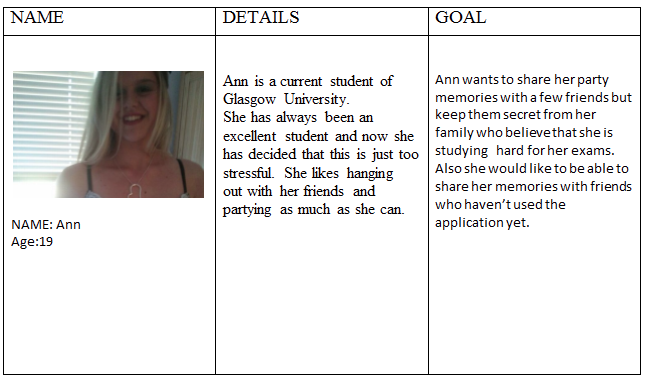 NAME
DETAILS
GOAL
NAME: Ann
Age:19
Ann is a current student of
Glasgow University.
She has always been an
excellent student and now she
has decided that this is just too
stressful. She likes hanging
out with her friends and
partying as much as she can.
Ann wants to share her party
memories with a few friends but
keep them secret from her
family who believe that she is
studying hard for her exams.
Also she would like to be able to
share her memories with friends
who haven't used the
application yet.